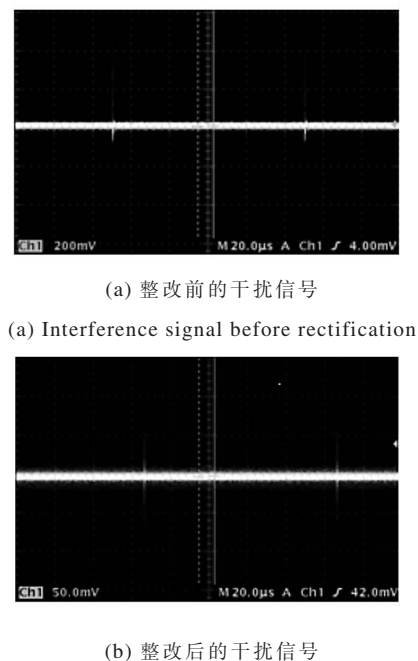 Ch1 200mV M 20.0μs A Ch1 ∫ 4.00mV
(a) 整改前的干扰信号
(a) Interference signal before rectification
Ch1 50.0mV M 20.0μs A Ch1 ∫ 42.0mV
(b) 整改后的干扰信号